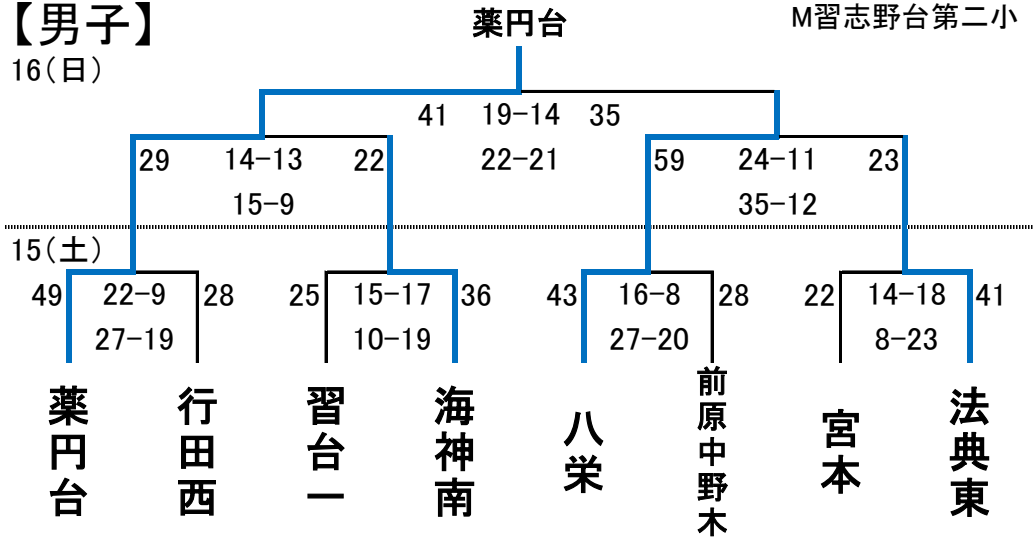 【男子】
薬円台
M習志野台第二小
16(日)
41 19-14 35
22-21
29 14-13 22
15-9
59 24-11 23
35-12
15(土)
49 22-9 28
27-19
25 15-17 36
10-19
43 16-8 28
27-20
22 14-18 41
8-23
薬円台
行田西
習台一
海神南
八栄
前原中野木
宮本
法典東